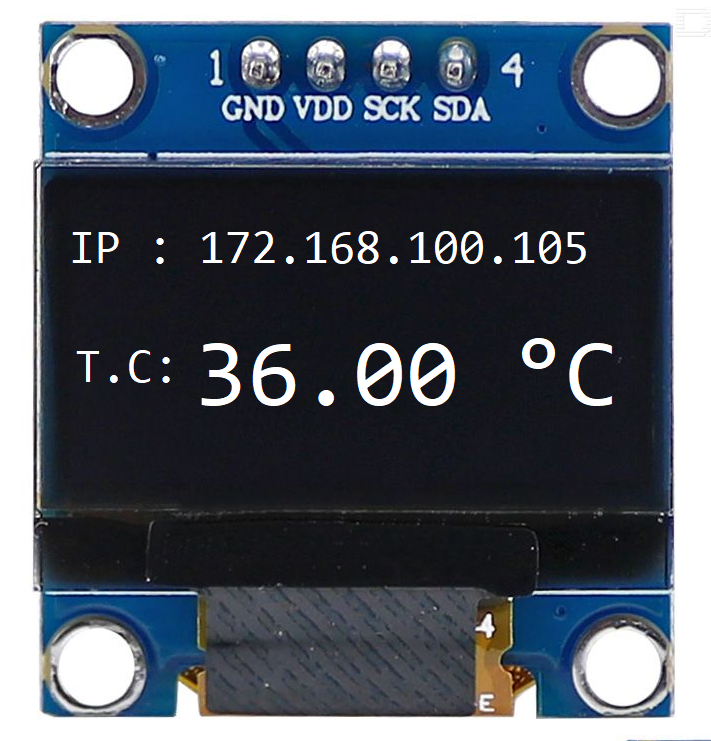 1 4
GND VDD SCK SDA
IP : 172.168.100.105
T.C: 36.00 °C
4
E